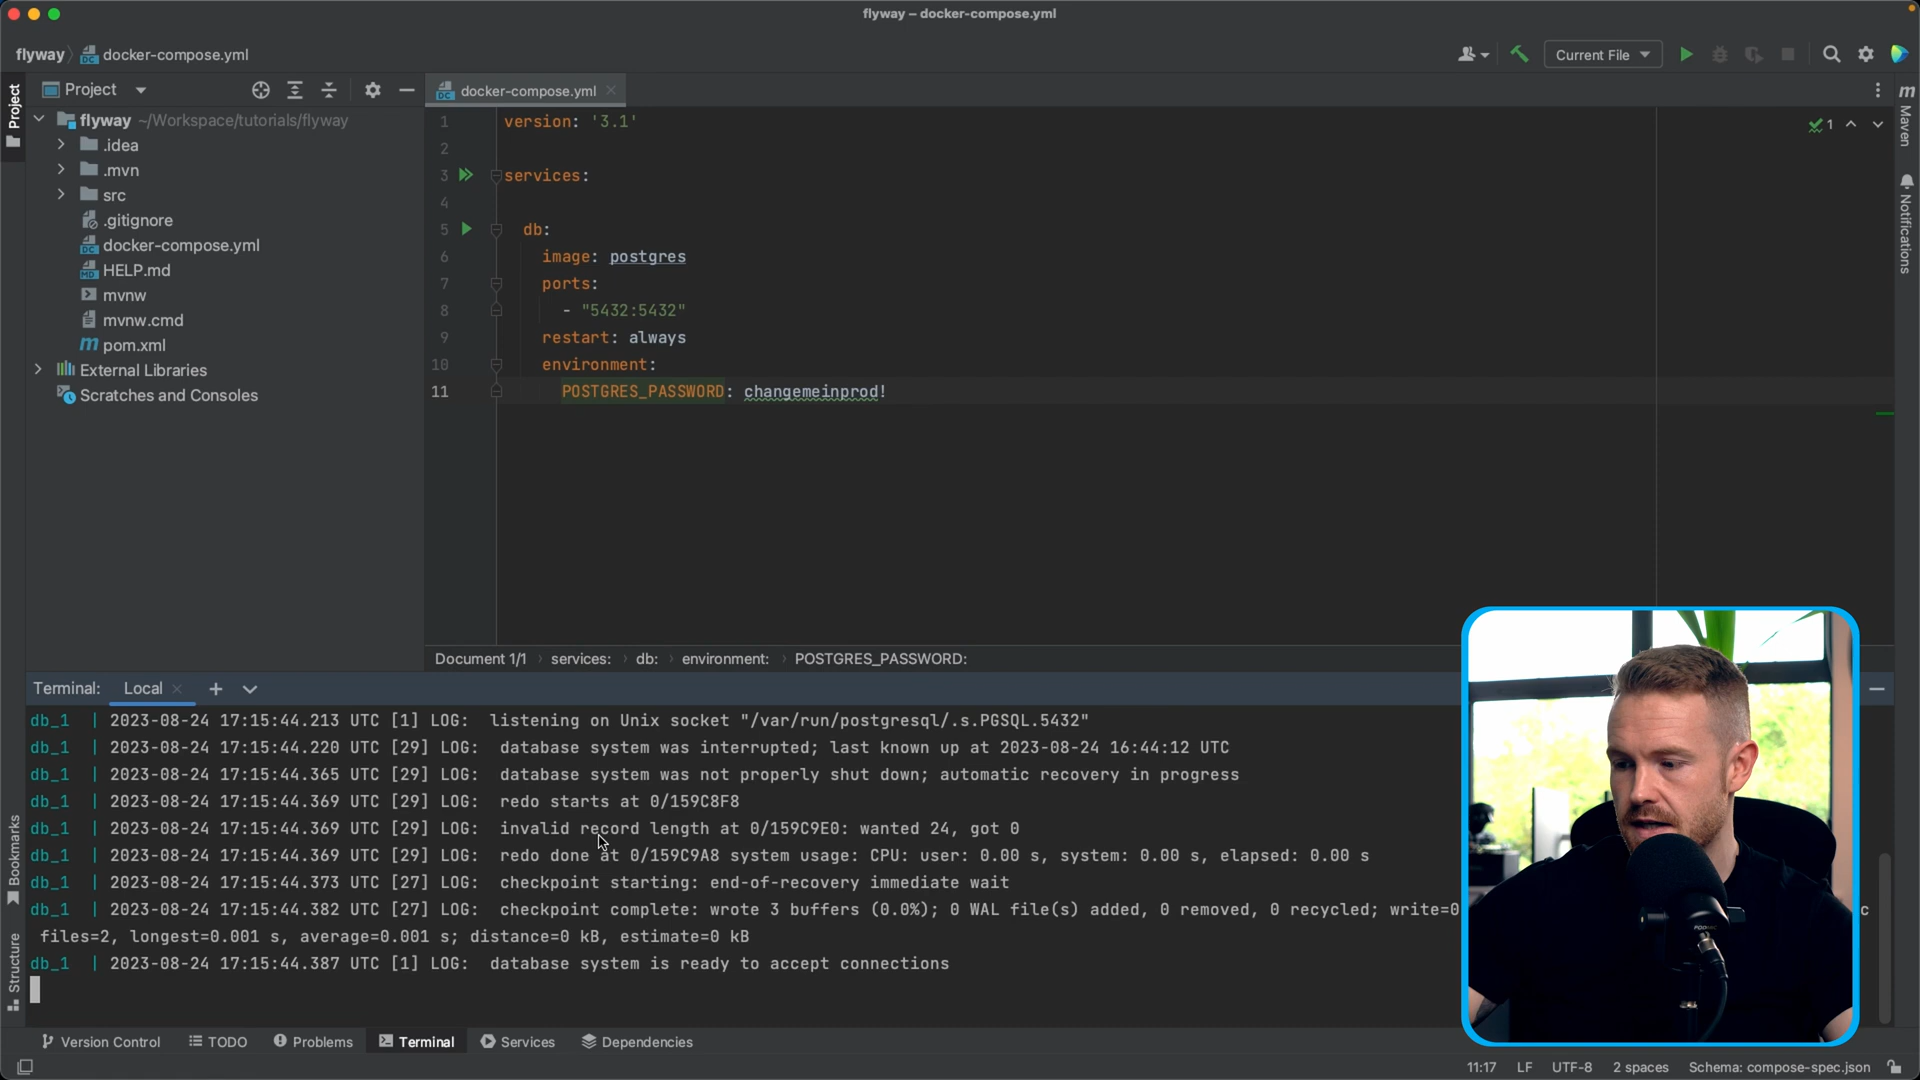 flyway – docker-compose.yml
flyway
docker-compose.yml
Current File
Project
docker-compose.yml
Project
flyway ~/Workspace/tutorials/flyway
.idea
.mvn
src
.gitignore
docker-compose.yml
HELP.md
mvnw
mvnw.cmd
pom.xml
External Libraries
Scratches and Consoles
1 version: '3.1'
2
3 services:
4
5 db:
6 image: postgres
7 ports:
8 - "5432:5432"
9 restart: always
10 environment:
11 POSTGRES_PASSWORD: changemeinprod!
1
Maven
Notifications
Document 1/1 services: db: environment: POSTGRES_PASSWORD:
Terminal: Local
db_1 | 2023-08-24 17:15:44.213 UTC [1] LOG: listening on Unix socket "/var/run/postgresql/.s.PGSQL.5432"
db_1 | 2023-08-24 17:15:44.220 UTC [29] LOG: database system was interrupted; last known up at 2023-08-24 16:44:12 UTC
db_1 | 2023-08-24 17:15:44.365 UTC [29] LOG: database system was not properly shut down; automatic recovery in progress
db_1 | 2023-08-24 17:15:44.369 UTC [29] LOG: redo starts at 0/159C8F8
db_1 | 2023-08-24 17:15:44.369 UTC [29] LOG: invalid record length at 0/159C9E0: wanted 24, got 0
db_1 | 2023-08-24 17:15:44.369 UTC [29] LOG: redo done at 0/159C9A8 system usage: CPU: user: 0.00 s, system: 0.00 s, elapsed: 0.00 s
db_1 | 2023-08-24 17:15:44.373 UTC [27] LOG: checkpoint starting: end-of-recovery immediate wait
db_1 | 2023-08-24 17:15:44.382 UTC [27] LOG: checkpoint complete: wrote 3 buffers (0.0%); 0 WAL file(s) added, 0 removed, 0 recycled; write=0 c
files=2, longest=0.001 s, average=0.001 s; distance=0 kB, estimate=0 kB
db_1 | 2023-08-24 17:15:44.387 UTC [1] LOG: database system is ready to accept connections
Bookmarks
Structure
Version Control
TODO
Problems
Terminal
Services
Dependencies
11:17 LF UTF-8 2 spaces Schema: compose-spec.json